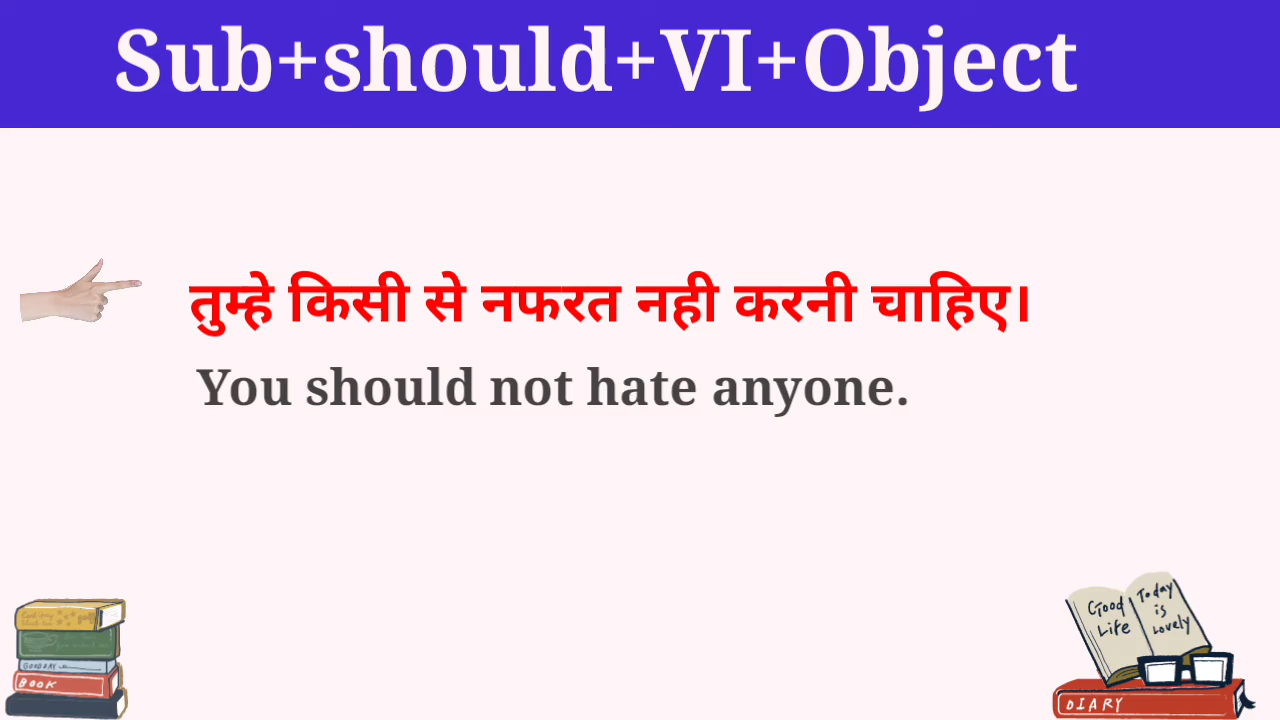 Sub+should+VI+Object
तुम्हे किसी से नफरत नही करनी चाहिए।
You should not hate anyone.
GOODDAY
BOOK
Good
Life
Today
is
Lovely
DIARY